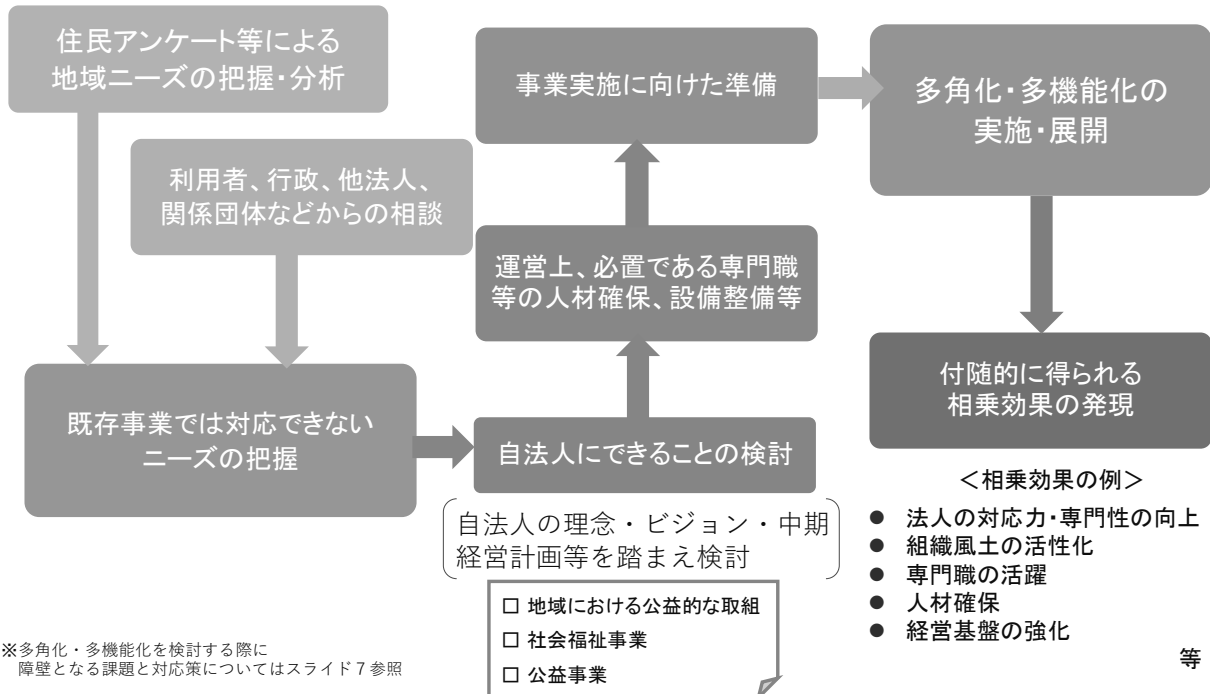 住民アンケート等による
地域ニーズの把握・分析
利用者、行政、他法人、
関係団体などからの相談
既存事業では対応できない
ニーズの把握
自法人にできることの検討
自法人の理念・ビジョン・中期
経営計画等を踏まえ検討
□ 地域における公益的な取組
□ 社会福祉事業
□ 公益事業
運営上、必置である専門職
等の人材確保、設備整備等
事業実施に向けた準備
多角化・多機能化の
実施・展開
付随的に得られる
相乗効果の発現
＜相乗効果の例＞
● 法人の対応力・専門性の向上
● 組織風土の活性化
● 専門職の活躍
● 人材確保
● 経営基盤の強化
等
※多角化・多機能化を検討する際に
障壁となる課題と対応策についてはスライド７参照